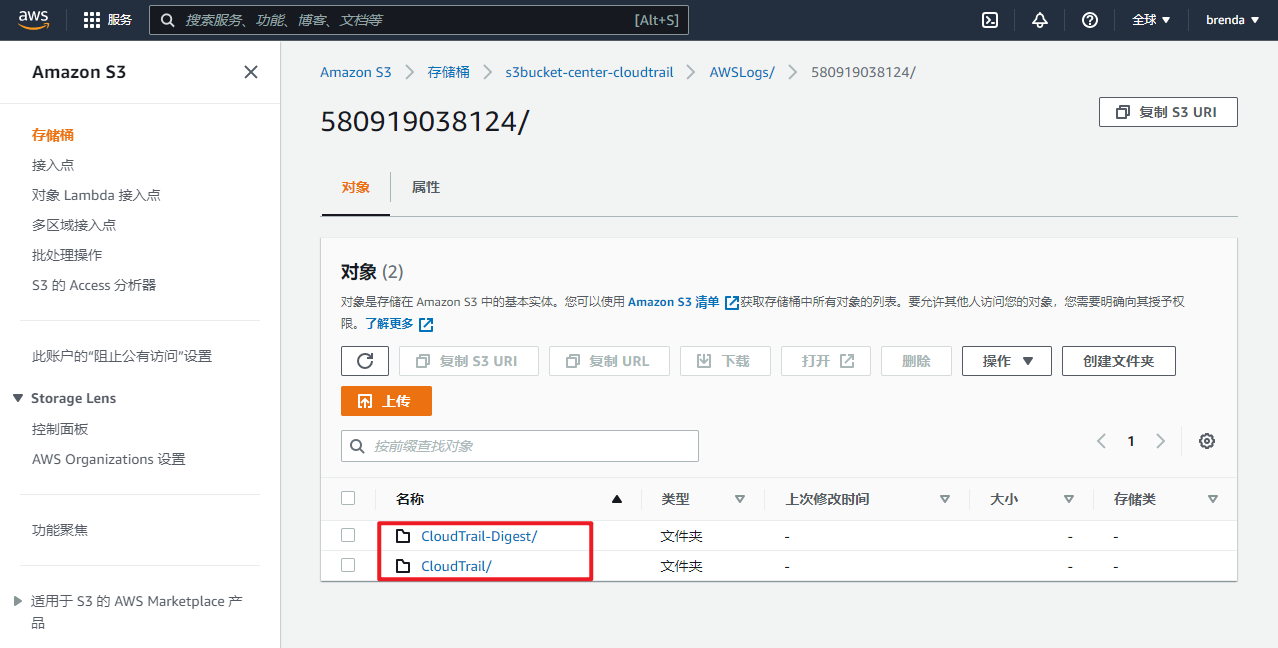 aws
服务
搜索服务、功能、博客、文档等
[Alt+S]
全球
brenda
Amazon S3
存储桶
接入点
对象 Lambda 接入点
多区域接入点
批处理操作
S3 的 Access 分析器
此账户的“阻止公有访问”设置
Storage Lens
控制面板
AWS Organizations 设置
功能聚焦
适用于 S3 的 AWS Marketplace 产
品
Amazon S3 存储桶 s3bucket-center-cloudtrail AWSLogs/ 580919038124/
580919038124/
复制 S3 URI
对象 属性
对象 (2)
对象是存储在 Amazon S3 中的基本实体。您可以使用 Amazon S3 清单 获取存储桶中所有对象的列表。要允许其他人访问您的对象，您需要明确向其授予权
限。了解更多
复制 S3 URI 复制 URL 下载 打开 删除 操作 创建文件夹
上传
按前缀查找对象
1
名称 类型 上次修改时间 大小 存储类
CloudTrail-Digest/ 文件夹 - - -
CloudTrail/ 文件夹 - - -